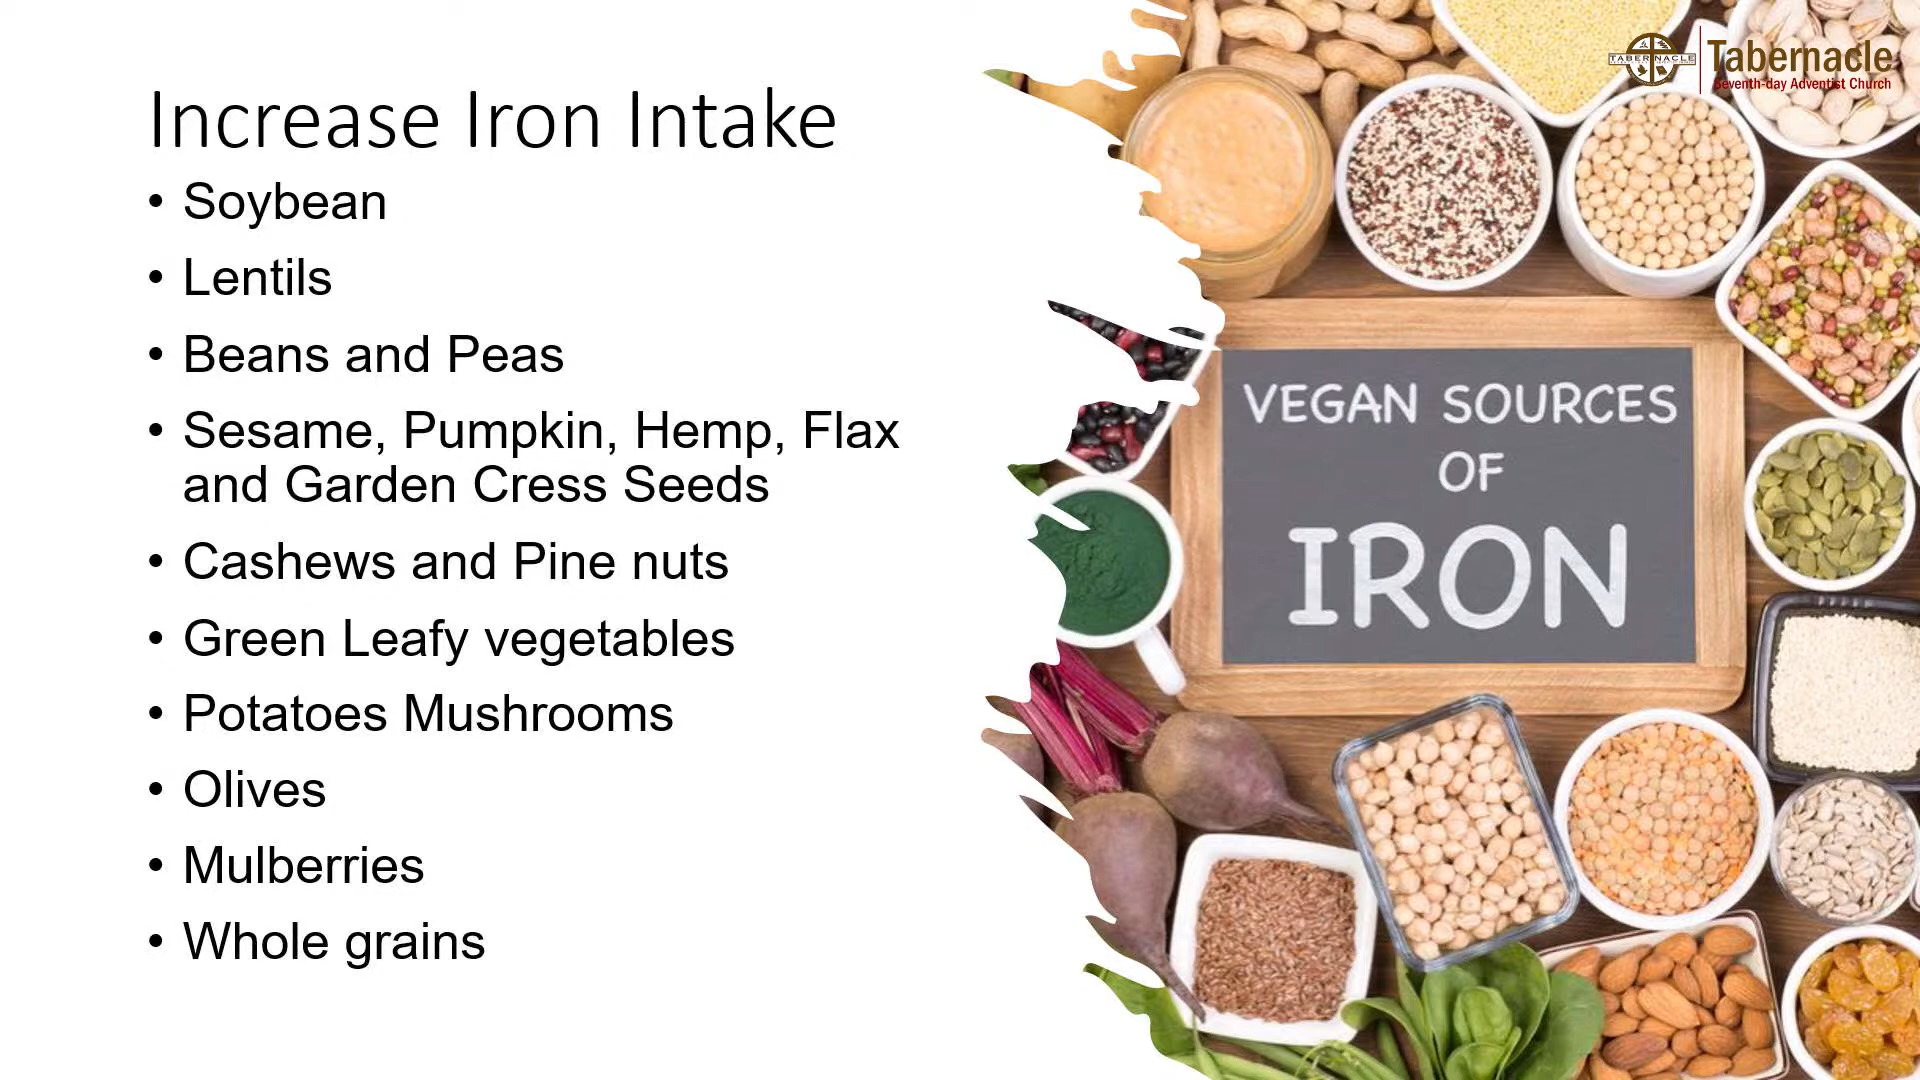 Increase Iron Intake
• Soybean
• Lentils
• Beans and Peas
• Sesame, Pumpkin, Hemp, Flax
and Garden Cress Seeds
• Cashews and Pine nuts
• Green Leafy vegetables
• Potatoes Mushrooms
• Olives
• Mulberries
• Whole grains
TABERNACLE
Tabernacle
Seventh-day Adventist Church
VEGAN SOURCES
OF
IRON